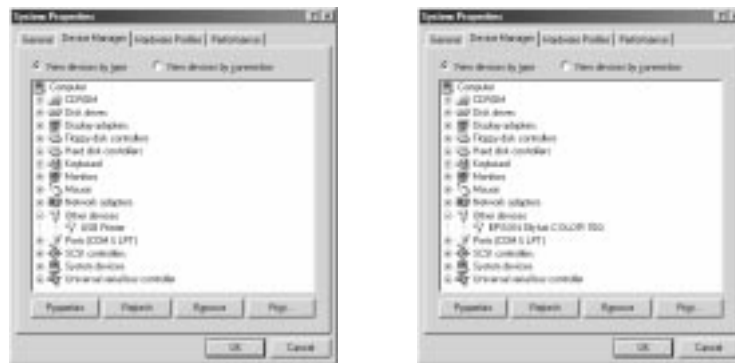 System Properties
General Device Manager Hardware Profiles Performance
View devices by type View devices by connection
Computer
CDROM
Disk drives
Display adapters
Floppy disk controllers
Hard disk controllers
Keyboard
Monitors
Mouse
Network adapters
Other devices
USB Printer
Ports (COM & LPT)
SCSI controllers
System devices
Universal serial bus controller
Properties Refresh Remove Print...
OK Cancel
System Properties
General Device Manager Hardware Profiles Performance
View devices by type View devices by connection
Computer
CDROM
Disk drives
Display adapters
Floppy disk controllers
Hard disk controllers
Keyboard
Monitors
Mouse
Network adapters
Other devices
EPSON Stylus COLOR
Ports (COM & LPT)
SCSI controllers
System devices
Universal serial bus controller
Properties Refresh Remove Print...
OK Cancel